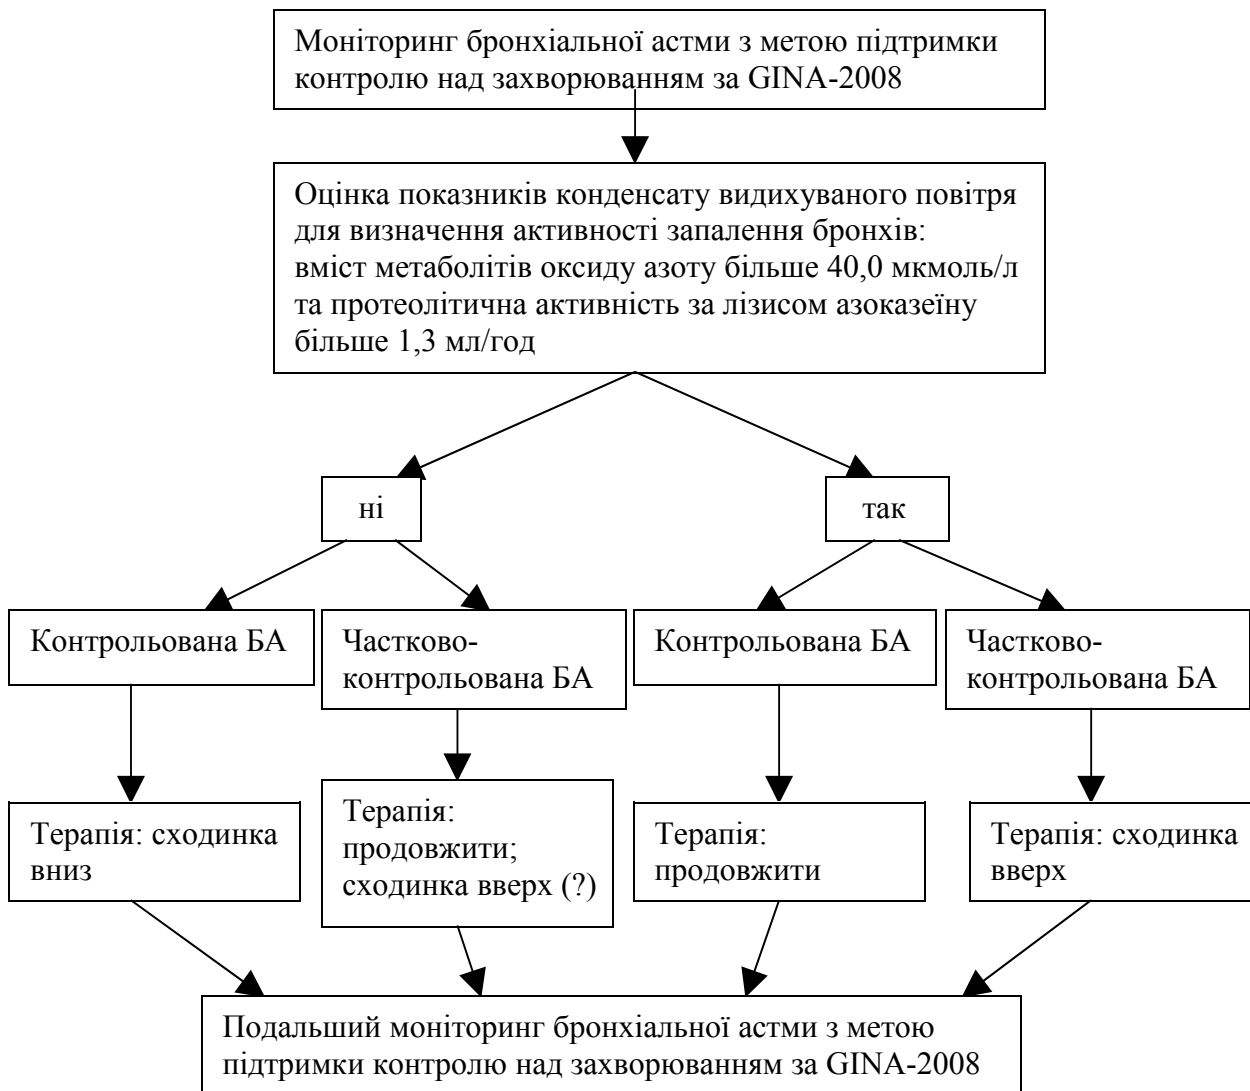 Моніторинг бронхіальної астми з метою підтримки
контролю над захворюванням за GINA-2008
Оцінка показників конденсату видихуваного повітря
для визначення активності запалення бронхів:
вміст метаболітів оксиду азоту більше 40,0 мкмоль/л
та протеолітична активність за лізисом азоказеїну
більше 1,3 мл/год
ні
так
Контрольована БА
Частково-
контрольована БА
Контрольована БА
Частково-
контрольована БА
Терапія: сходинка
вниз
Терапія:
продовжити;
сходинка вверх (?)
Терапія:
продовжити
Терапія: сходинка
вверх
Подальший моніторинг бронхіальної астми з метою
підтримки контролю над захворюванням за GINA-2008